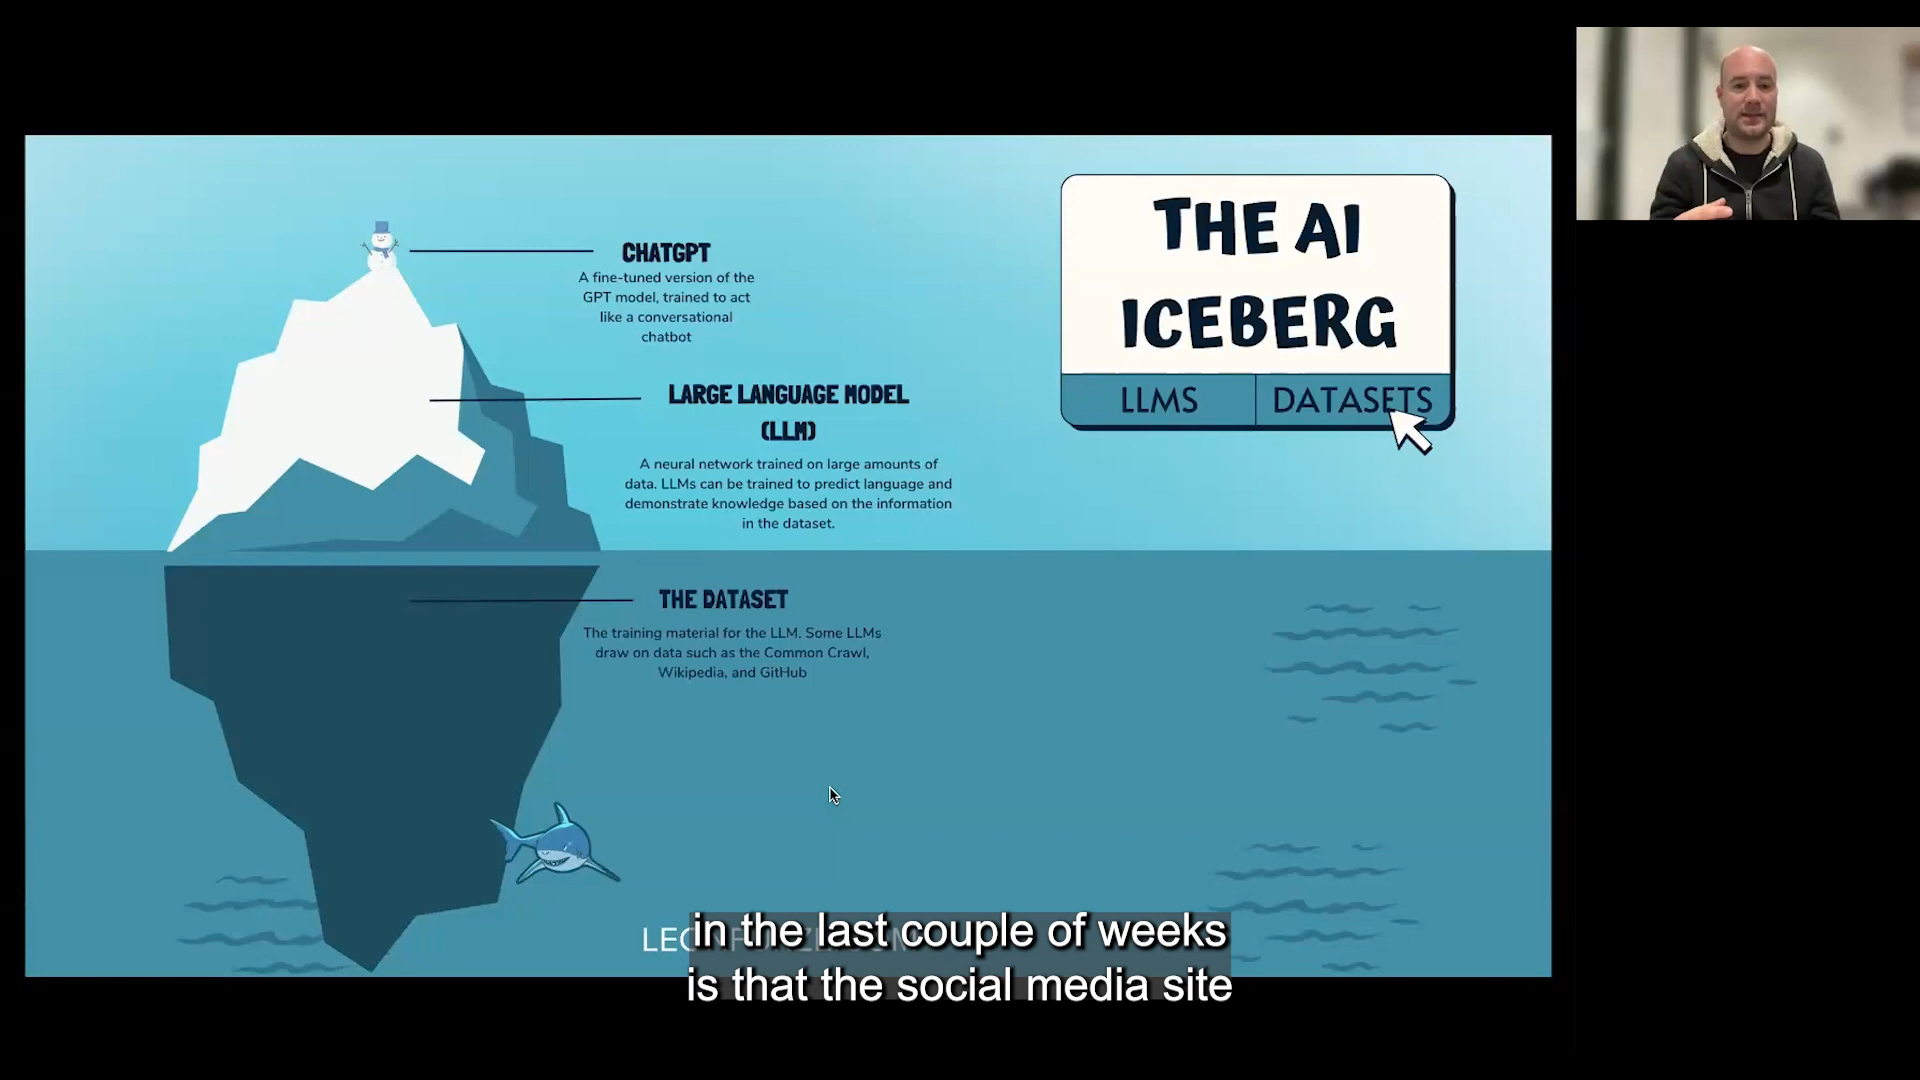 THE AI
ICEBERG
LLMS
DATASETS
CHATGPT
A fine-tuned version of the
GPT model, trained to act
like a conversational
chatbot
LARGE LANGUAGE MODEL
(LLM)
A neural network trained on large amounts of
data. LLMs can be trained to predict language and
demonstrate knowledge based on the information
in the dataset.
THE DATASET
The training material for the LLM. Some LLMs
draw on data such as the Common Crawl,
Wikipedia, and GitHub
in the last couple of weeks
is that the social media site